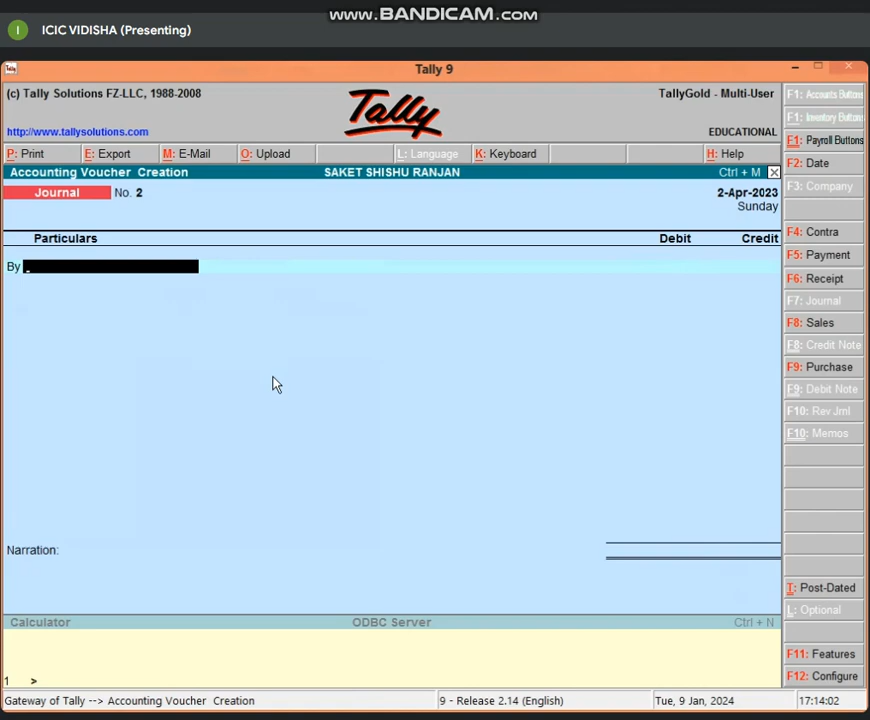 www.BANDICAM.com
I ICIC VIDISHA (Presenting)
Tally Tally 9
(c) Tally Solutions FZ-LLC, 1988-2008 Tally TallyGold - Multi-User
http://www.tallysolutions.com EDUCATIONAL
P: Print E: Export M: E-Mail O: Upload L: Language K: Keyboard H: Help
Accounting Voucher Creation SAKET SHISHU RANJAN Ctrl + M
Journal No. 2 2-Apr-2023
Sunday
Particulars Debit Credit
By
Narration:
Calculator ODBC Server Ctrl + N
1 >
Gateway of Tally --> Accounting Voucher Creation 9 - Release 2.14 (English) Tue, 9 Jan, 2024 17:14:02
F1: Accounts Buttons
F1: Inventory Buttons
F1: Payroll Buttons
F2: Date
F3: Company
F4: Contra
F5: Payment
F6: Receipt
F7: Journal
F8: Sales
F8: Credit Note
F9: Purchase
F9: Debit Note
F10: Rev Jrnl
F10: Memos
T: Post-Dated
L: Optional
F11: Features
F12: Configure